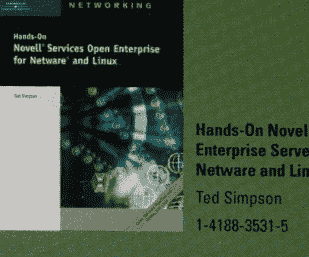 NETWORKING
Hands-On
Novell® Services Open Enterprise
for Netware® and Linux
Ted Simpson
Hands-On Novel
Enterprise Serve
Netware and Lin
Ted Simpson
1-4188-3531-5